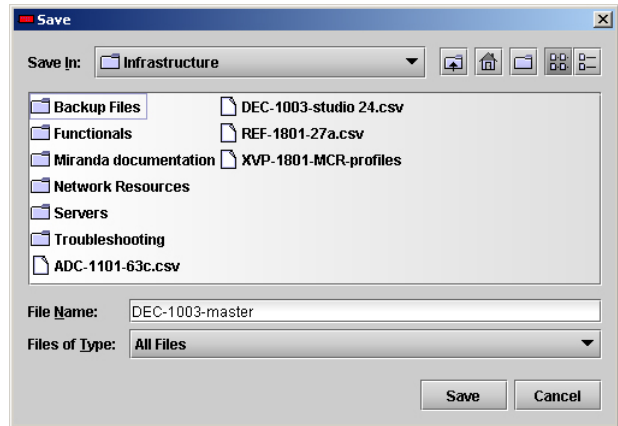 Save
Save In: Infrastructure
Backup Files DEC-1003-studio 24.csv
Functionals REF-1801-27a.csv
Miranda documentation XVP-1801-MCR-profiles
Network Resources
Servers
Troubleshooting
ADC-1101-63c.csv
File Name: DEC-1003-master
Files of Type: All Files
Save Cancel